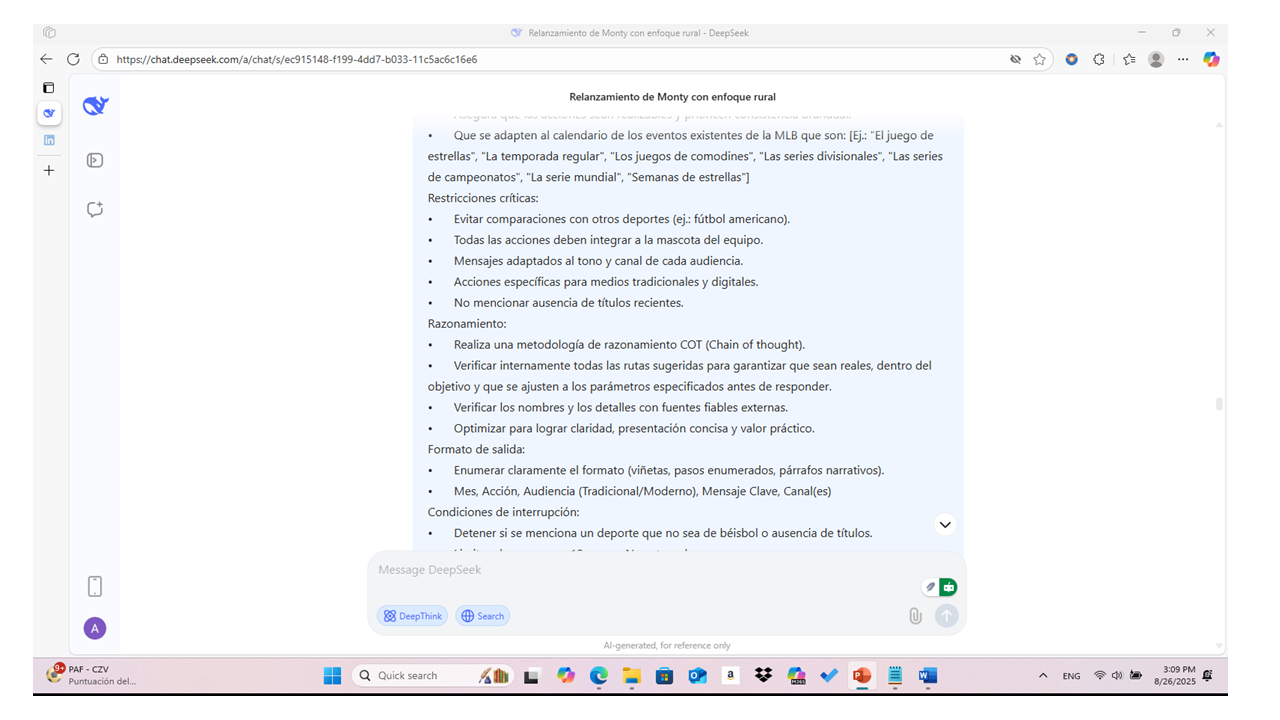 Relanzamiento de Monty con enfoque rural - DeepSeek
https://chat.deepseek.com/a/chat/s/ec915148-f199-4dd7-b033-11c5ac6c16e6
Relanzamiento de Monty con enfoque rural
• Que se adapten al calendario de los eventos existentes de la MLB que son: [Ej.: "El juego de
estrellas", "La temporada regular", "Los juegos de comodines", "Las series divisionales", "Las series
de campeonatos", "La serie mundial", "Semanas de estrellas"]
Restricciones críticas:
• Evitar comparaciones con otros deportes (ej.: fútbol americano).
• Todas las acciones deben integrar a la mascota del equipo.
• Mensajes adaptados al tono y canal de cada audiencia.
• Acciones específicas para medios tradicionales y digitales.
• No mencionar ausencia de títulos recientes.
Razonamiento:
• Realiza una metodología de razonamiento COT (Chain of thought).
• Verificar internamente todas las rutas sugeridas para garantizar que sean reales, dentro del
objetivo y que se ajusten a los parámetros especificados antes de responder.
• Verificar los nombres y los detalles con fuentes fiables externas.
• Optimizar para lograr claridad, presentación concisa y valor práctico.
Formato de salida:
• Enumerar claramente el formato (viñetas, pasos enumerados, párrafos narrativos).
• Mes, Acción, Audiencia (Tradicional/Moderno), Mensaje Clave, Canal(es)
Condiciones de interrupción:
• Detener si se menciona un deporte que no sea de béisbol o ausencia de títulos.
Message DeepSeek
DeepThink
Search
A
AI-generated, for reference only
9+
PAF - CZV
Puntuación del...
Quick search
a
M365
ENG
3:09 PM
8/26/2025